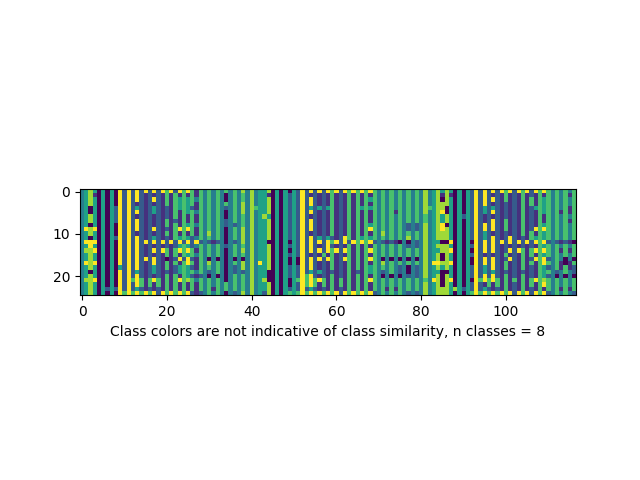 0
10
20
0 20 40 60 80 100
Class colors are not indicative of class similarity, n classes = 8